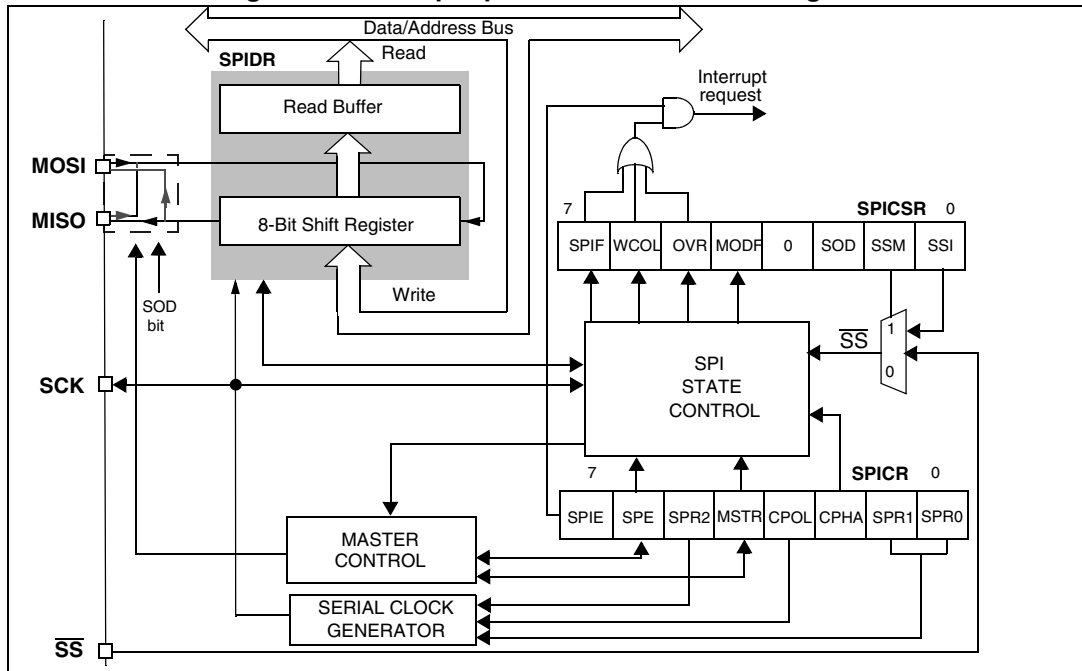 Data/Address Bus
SPIDR
Read
Interrupt
request
Read Buffer
MOSI
MISO
8-Bit Shift Register
7 SPICSR 0
SPIF WCOL OVR MODF 0 SOD SSM SSI
SOD
bit
Write
1
SS
0
SCK
SPI
STATE
CONTROL
7 SPICR 0
SPIE SPE SPR2 MSTR CPOL CPHA SPR1 SPR0
MASTER
CONTROL
SERIAL CLOCK
GENERATOR
SS